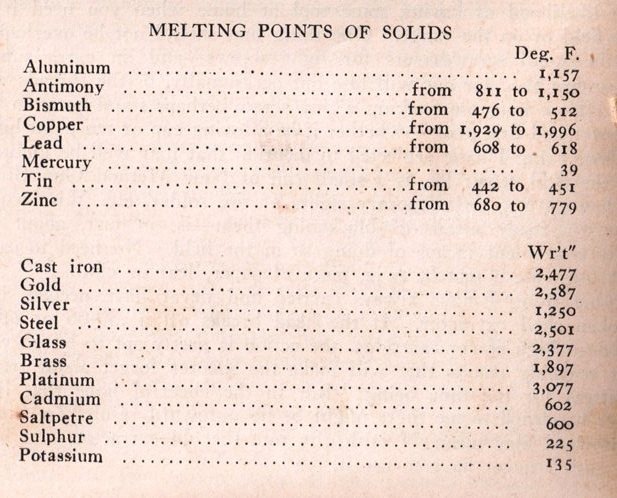 MELTING POINTS OF SOLIDS
Deg. F.
Aluminum ........ 1,157
Antimony ........ from 811 to 1,150
Bismuth ........ from 476 to 512
Copper ........ from 1,929 to 1,996
Lead ........ from 608 to 618
Mercury ........ 39
Tin ........ from 442 to 451
Zinc ........ from 680 to 779
Wr't"
Cast iron ........ 2,477
Gold ........ 2,587
Silver ........ 1,250
Steel ........ 2,501
Glass ........ 2,377
Brass ........ 1,897
Platinum ........ 3,077
Cadmium ........ 602
Saltpetre ........ 600
Sulphur ........ 225
Potassium ........ 135